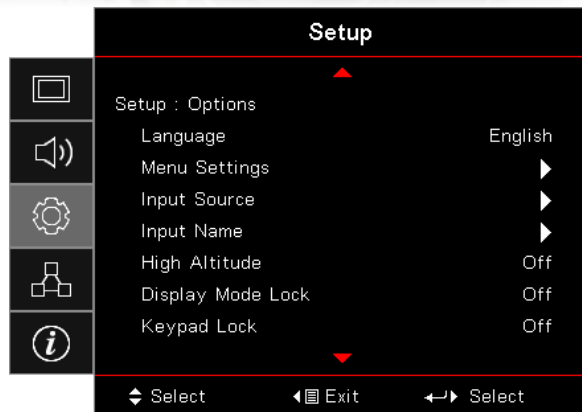 Setup
Setup : Options
Language English
Menu Settings
Input Source
Input Name
High Altitude Off
Display Mode Lock Off
Keypad Lock Off
Select Exit Select